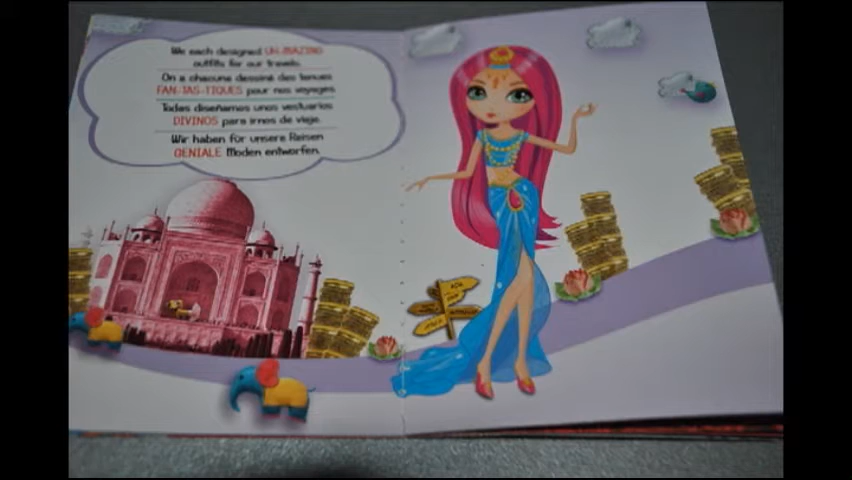 We each designed UN-MAZING
outfits for our travels.
On a chacune dessiné des tenues
FAN-TAS-TIQUES pour nos voyages.
Todas diseñamos unos vestuarios
DIVINOS para irnos de viaje.
Wir haben für unsere Reisen
GENIALE Moden entworfen.